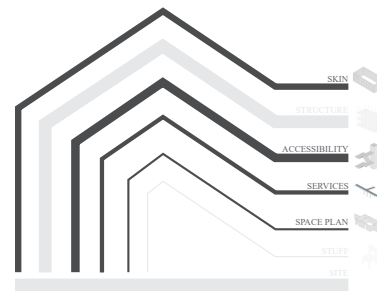 SKIN
STRUCTURE
ACCESSIBILITY
SERVICES
SPACE PLAN
STUFF
SITE